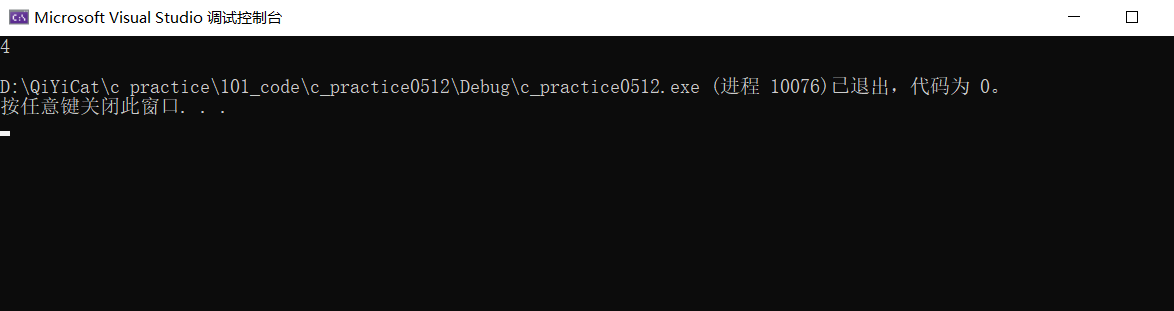 Microsoft Visual Studio 调试控制台
4
D:\QiYiCat\c practice\101_code\c_practice0512\Debug\c_practice0512.exe (进程 10076)已退出，代码为 0。
按任意键关闭此窗口. . .